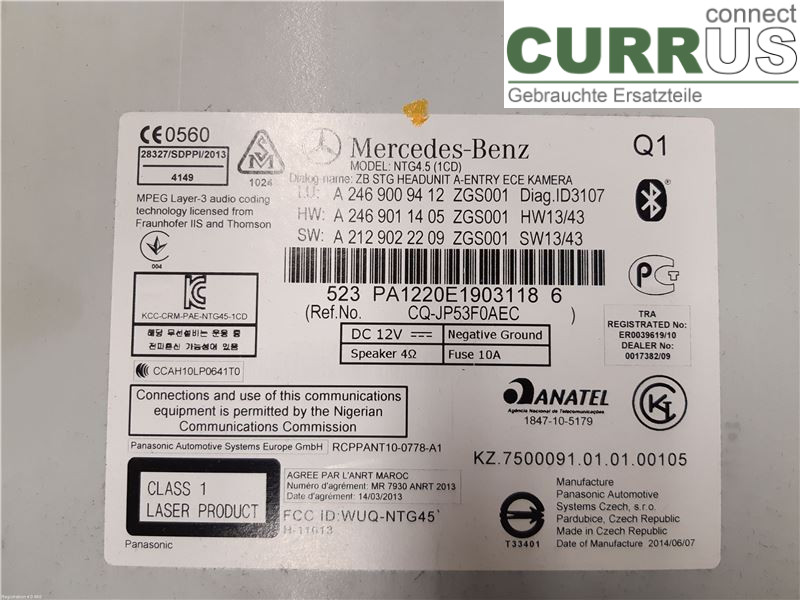 connect
CURRUS
Gebrauchte Ersatzteile
CE0560
28327/SDPPI/2013
4149
1024
MPEG Layer-3 audio coding
technology licensed from
Fraunhofer IIS and Thomson
004
KCC-CRM-PAE-NTG45-1CD
해당 무선설비는 운용 중
전파혼신 가능성이 있음
CCAH10LP0641T0
Mercedes-Benz
Q1
MODEL: NTG4.5 (1CD)
Dialog name: ZB STG HEADUNIT A-ENTRY ECE KAMERA
LU: A 246 900 94 12 ZGS001 Diag.ID3107
HW: A 246 901 14 05 ZGS001 HW13/43
SW: A 212 902 22 09 ZGS001 SW13/43
523 PA1220E1903118 6
(Ref.No. CQ-JP53F0AEC )
DC 12V Negative Ground
Speaker 4Ω Fuse 10A
TRA
REGISTRATED No:
ER0039619/10
DEALER No:
0017382/09
Connections and use of this communications
equipment is permitted by the Nigerian
Communications Commission
ANATEL
Agência Nacional de Telecomunicações
1847-10-5179
Panasonic Automotive Systems Europe GmbH RCPPANT10-0778-A1
KZ.7500091.01.01.00105
CLASS 1
LASER PRODUCT
Panasonic
AGREE PAR L'ANRT MAROC
Numéro d'agrément: MR 7930 ANRT 2013
Date d'agrément: 14/03/2013
FCC ID:WUQ-NTG45
H-11613
T33401
Manufacture
Panasonic Automotive
Systems Czech, s.r.o.
Pardubice, Czech Republic
Made in Czech Republic
Date of Manufacture 2014/06/07